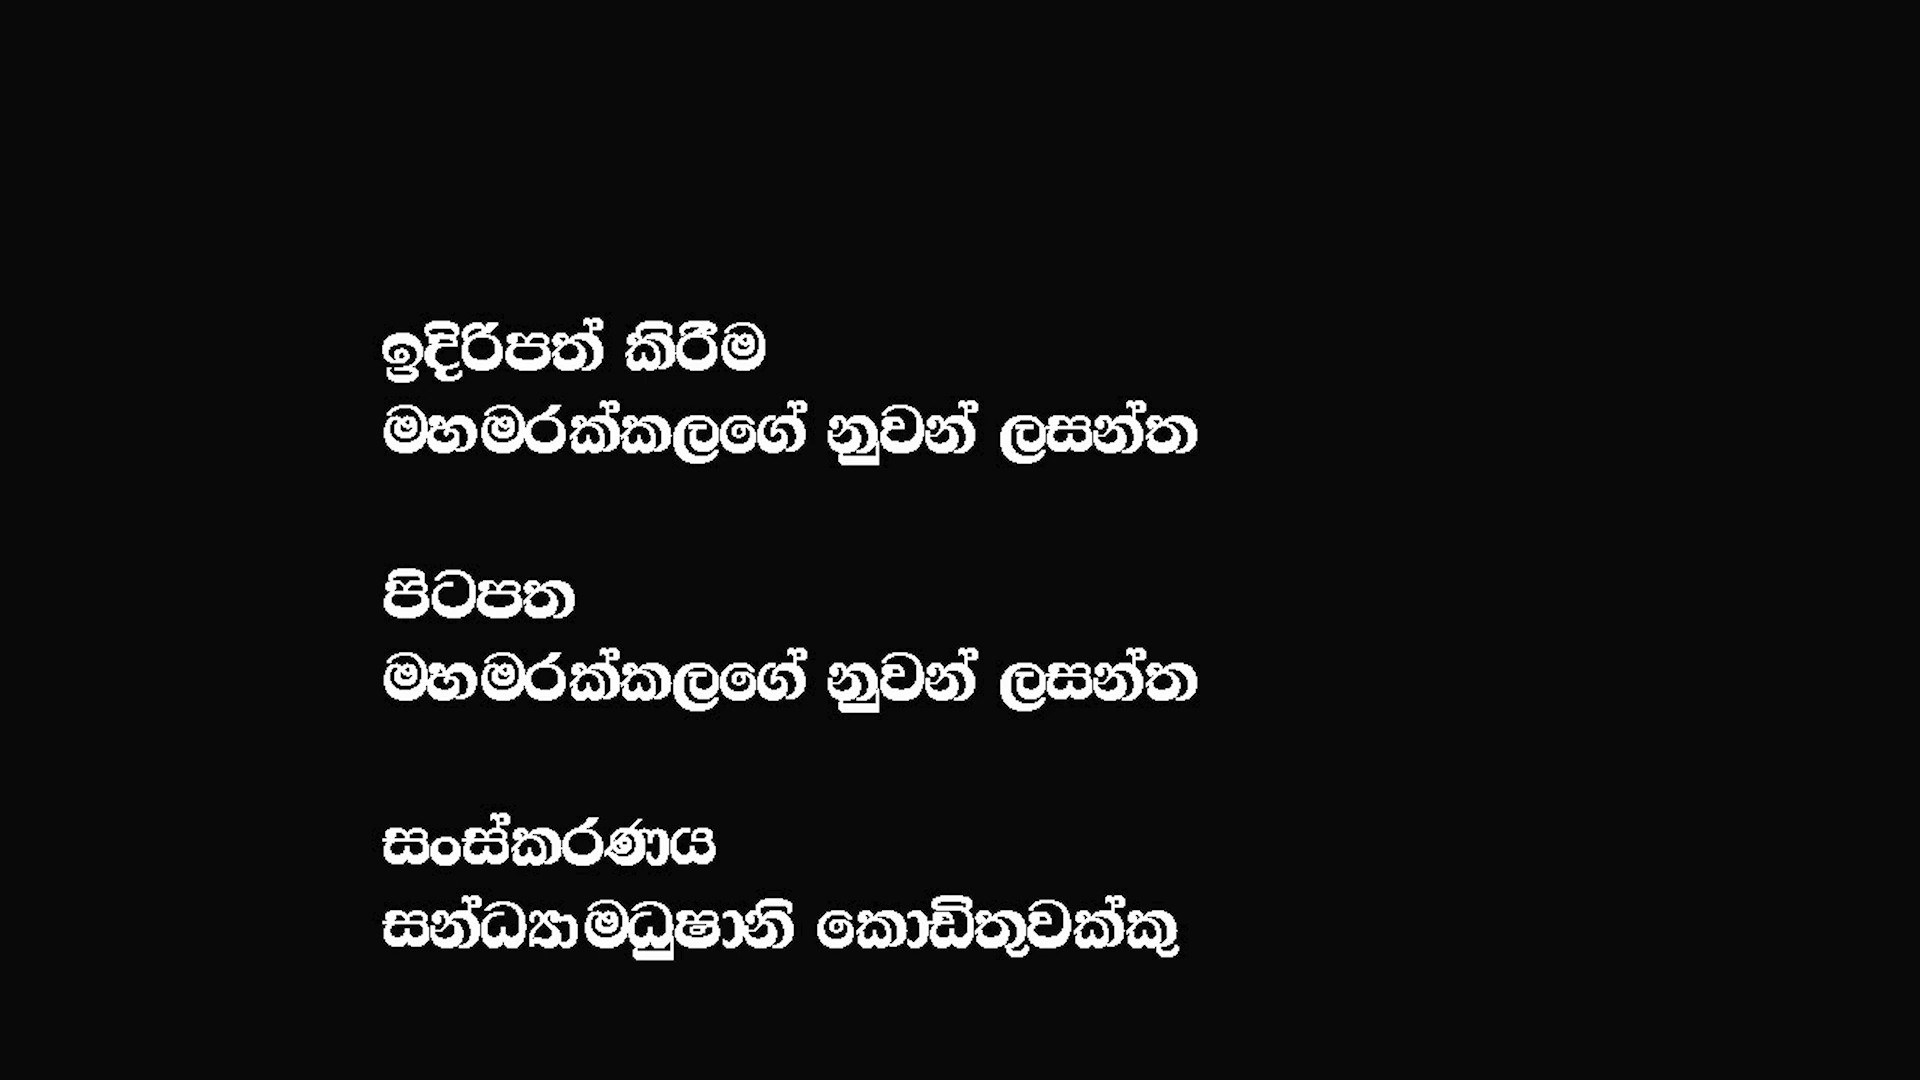 ඉදිරිපත් කිරීම
මහමරක්කලගේ නුවන් ලසන්ත
පිටපත
මහමරක්කලගේ නුවන් ලසන්ත
සංස්කරණය
සන්ධ්‍යා මධුෂානි කොඩිතුවක්කු